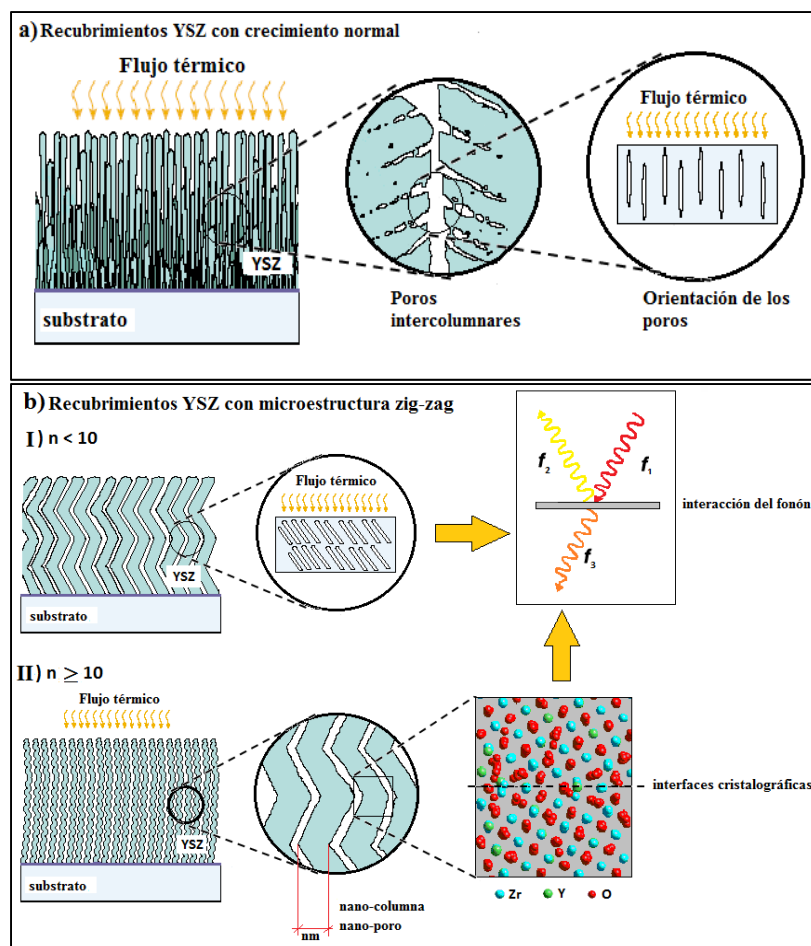 a) Recubrimientos YSZ con crecimiento normal
Flujo térmico
YSZ
substrato
Poros
intercolumnares
Flujo térmico
Orientación de los
poros
b) Recubrimientos YSZ con microestructura zig-zag
I) n < 10
YSZ
substrato
Flujo térmico
f2
f1
f3
interacción del fonón
II) n ≥ 10
Flujo térmico
YSZ
substrato
nm
nano-columna
nano-poro
interfaces cristalográficas
Zr Y O